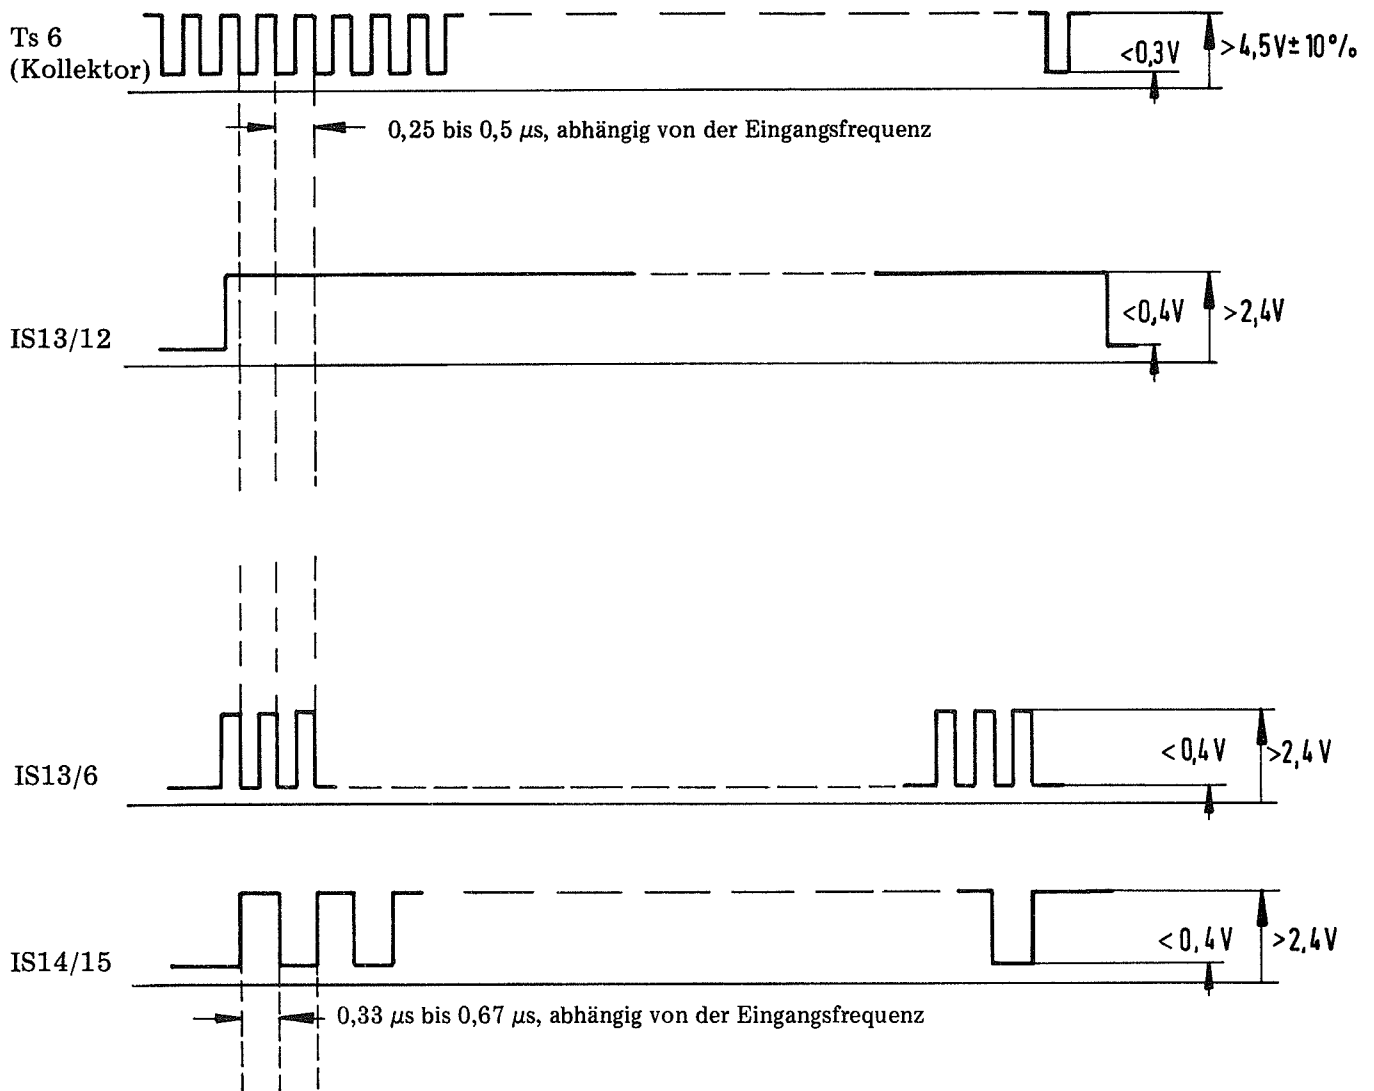 Ts 6
(Kollektor)
<0,3V
>4,5V±10%
0,25 bis 0,5 μs, abhängig von der Eingangsfrequenz
IS13/12
<0,4V
>2,4V
IS13/6
<0,4V
>2,4V
IS14/15
<0,4V
>2,4V
0,33 μs bis 0,67 μs, abhängig von der Eingangsfrequenz